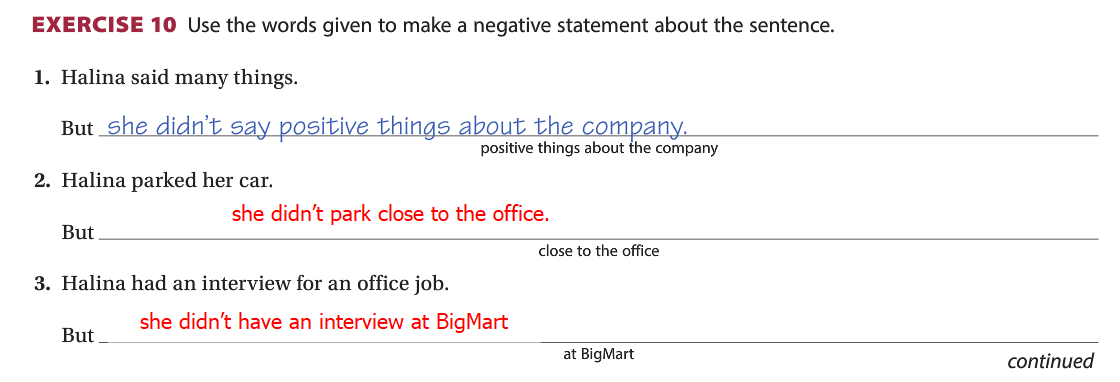 EXERCISE 10 Use the words given to make a negative statement about the sentence.
1. Halina said many things.
But she didn't say positive things about the company.
positive things about the company
2. Halina parked her car.
she didn't park close to the office.
But
close to the office
3. Halina had an interview for an office job.
she didn't have an interview at BigMart
But
at BigMart
continued